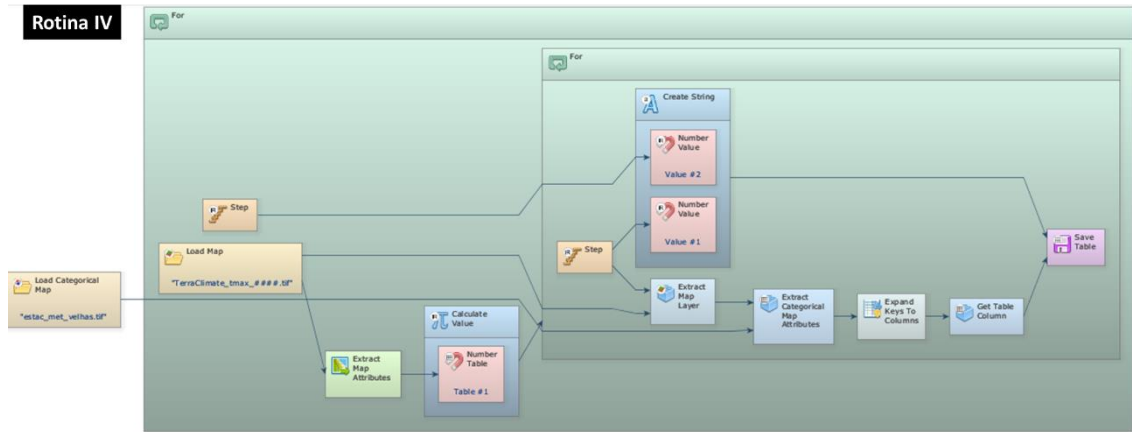 Rotina IV
For
For
Create String
Number
Value
Value #2
Step
Number
Value
Value #1
Load Map
"TerraClimate_tmax_####.tif"
Step
Save
Table
Load Categorical
Map
"estac_met_velhas.tif"
Extract
Map
Layer
Extract
Categorical
Map
Attributes
Expand
Keys To
Columns
Get Table
Column
Calculate
Value
Extract
Map
Attributes
Number
Table
Table #1